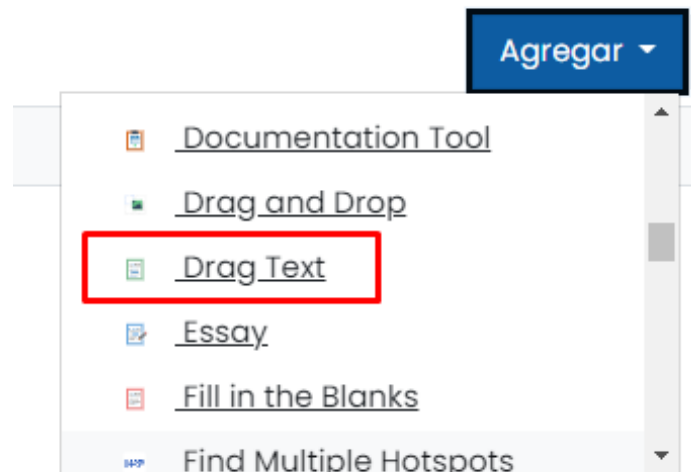 Agregar
Documentation Tool
Drag and Drop
Drag Text
Essay
Fill in the Blanks
Find Multiple Hotspots